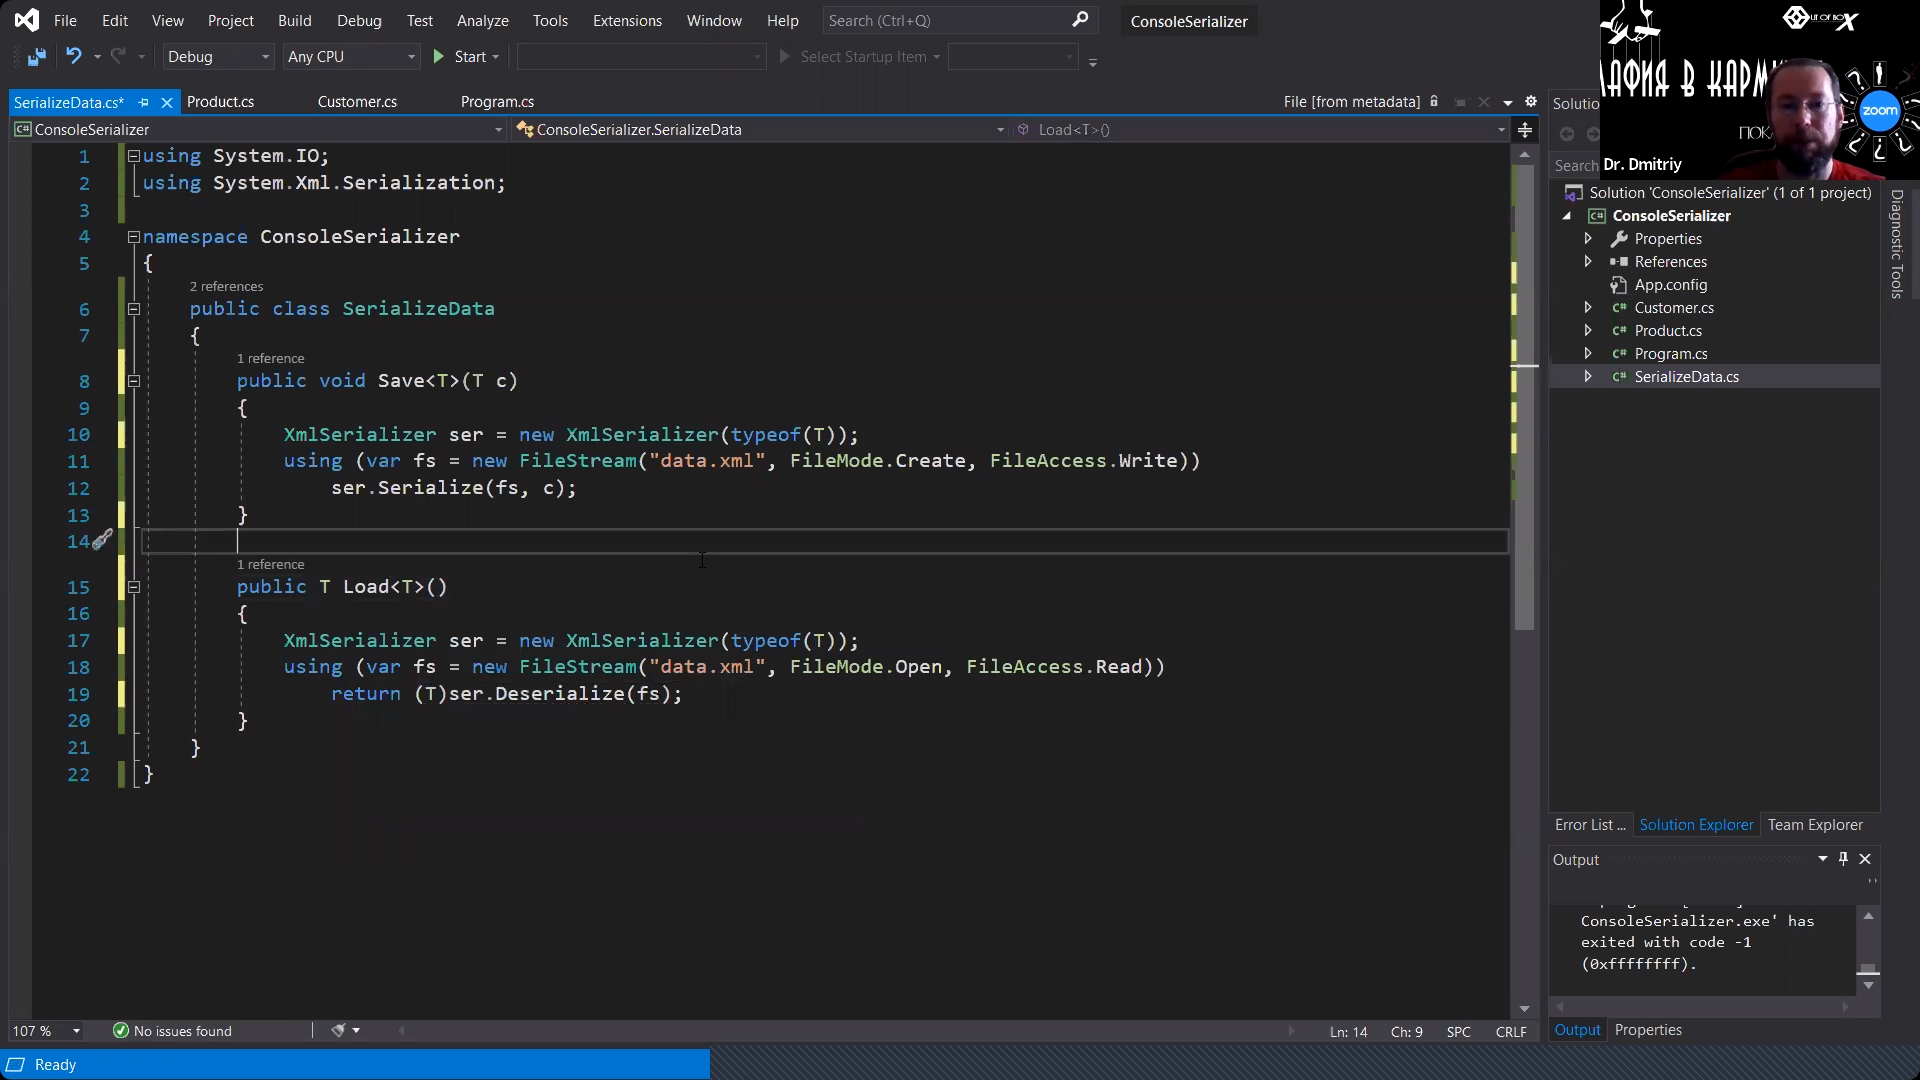 File Edit View Project Build Debug Test Analyze Tools Extensions Window Help Search (Ctrl+Q) ConsoleSerializer
Debug Any CPU Start Select Startup Item
SerializeData.cs* Product.cs Customer.cs Program.cs File [from metadata]
ConsoleSerializer ConsoleSerializer.SerializeData Load<T>()
1 using System.IO;
2 using System.Xml.Serialization;
3
4 namespace ConsoleSerializer
5 {
2 references
6 public class SerializeData
7 {
1 reference
8 public void Save<T>(T c)
9 {
10 XmlSerializer ser = new XmlSerializer(typeof(T));
11 using (var fs = new FileStream("data.xml", FileMode.Create, FileAccess.Write))
12 ser.Serialize(fs, c);
13 }
14
1 reference
15 public T Load<T>()
16 {
17 XmlSerializer ser = new XmlSerializer(typeof(T));
18 using (var fs = new FileStream("data.xml", FileMode.Open, FileAccess.Read))
19 return (T)ser.Deserialize(fs);
20 }
21 }
22 }
107 % No issues found Ln: 14 Ch: 9 SPC CRLF
Ready
zoom
Dr. Dmitriy
Solutio
Search
Solution 'ConsoleSerializer' (1 of 1 project)
ConsoleSerializer
Properties
References
App.config
Customer.cs
Product.cs
Program.cs
SerializeData.cs
Diagnostic Tools
Error List ... Solution Explorer Team Explorer
Output
ConsoleSerializer.exe' has
exited with code -1
(0xffffffff).
Output Properties